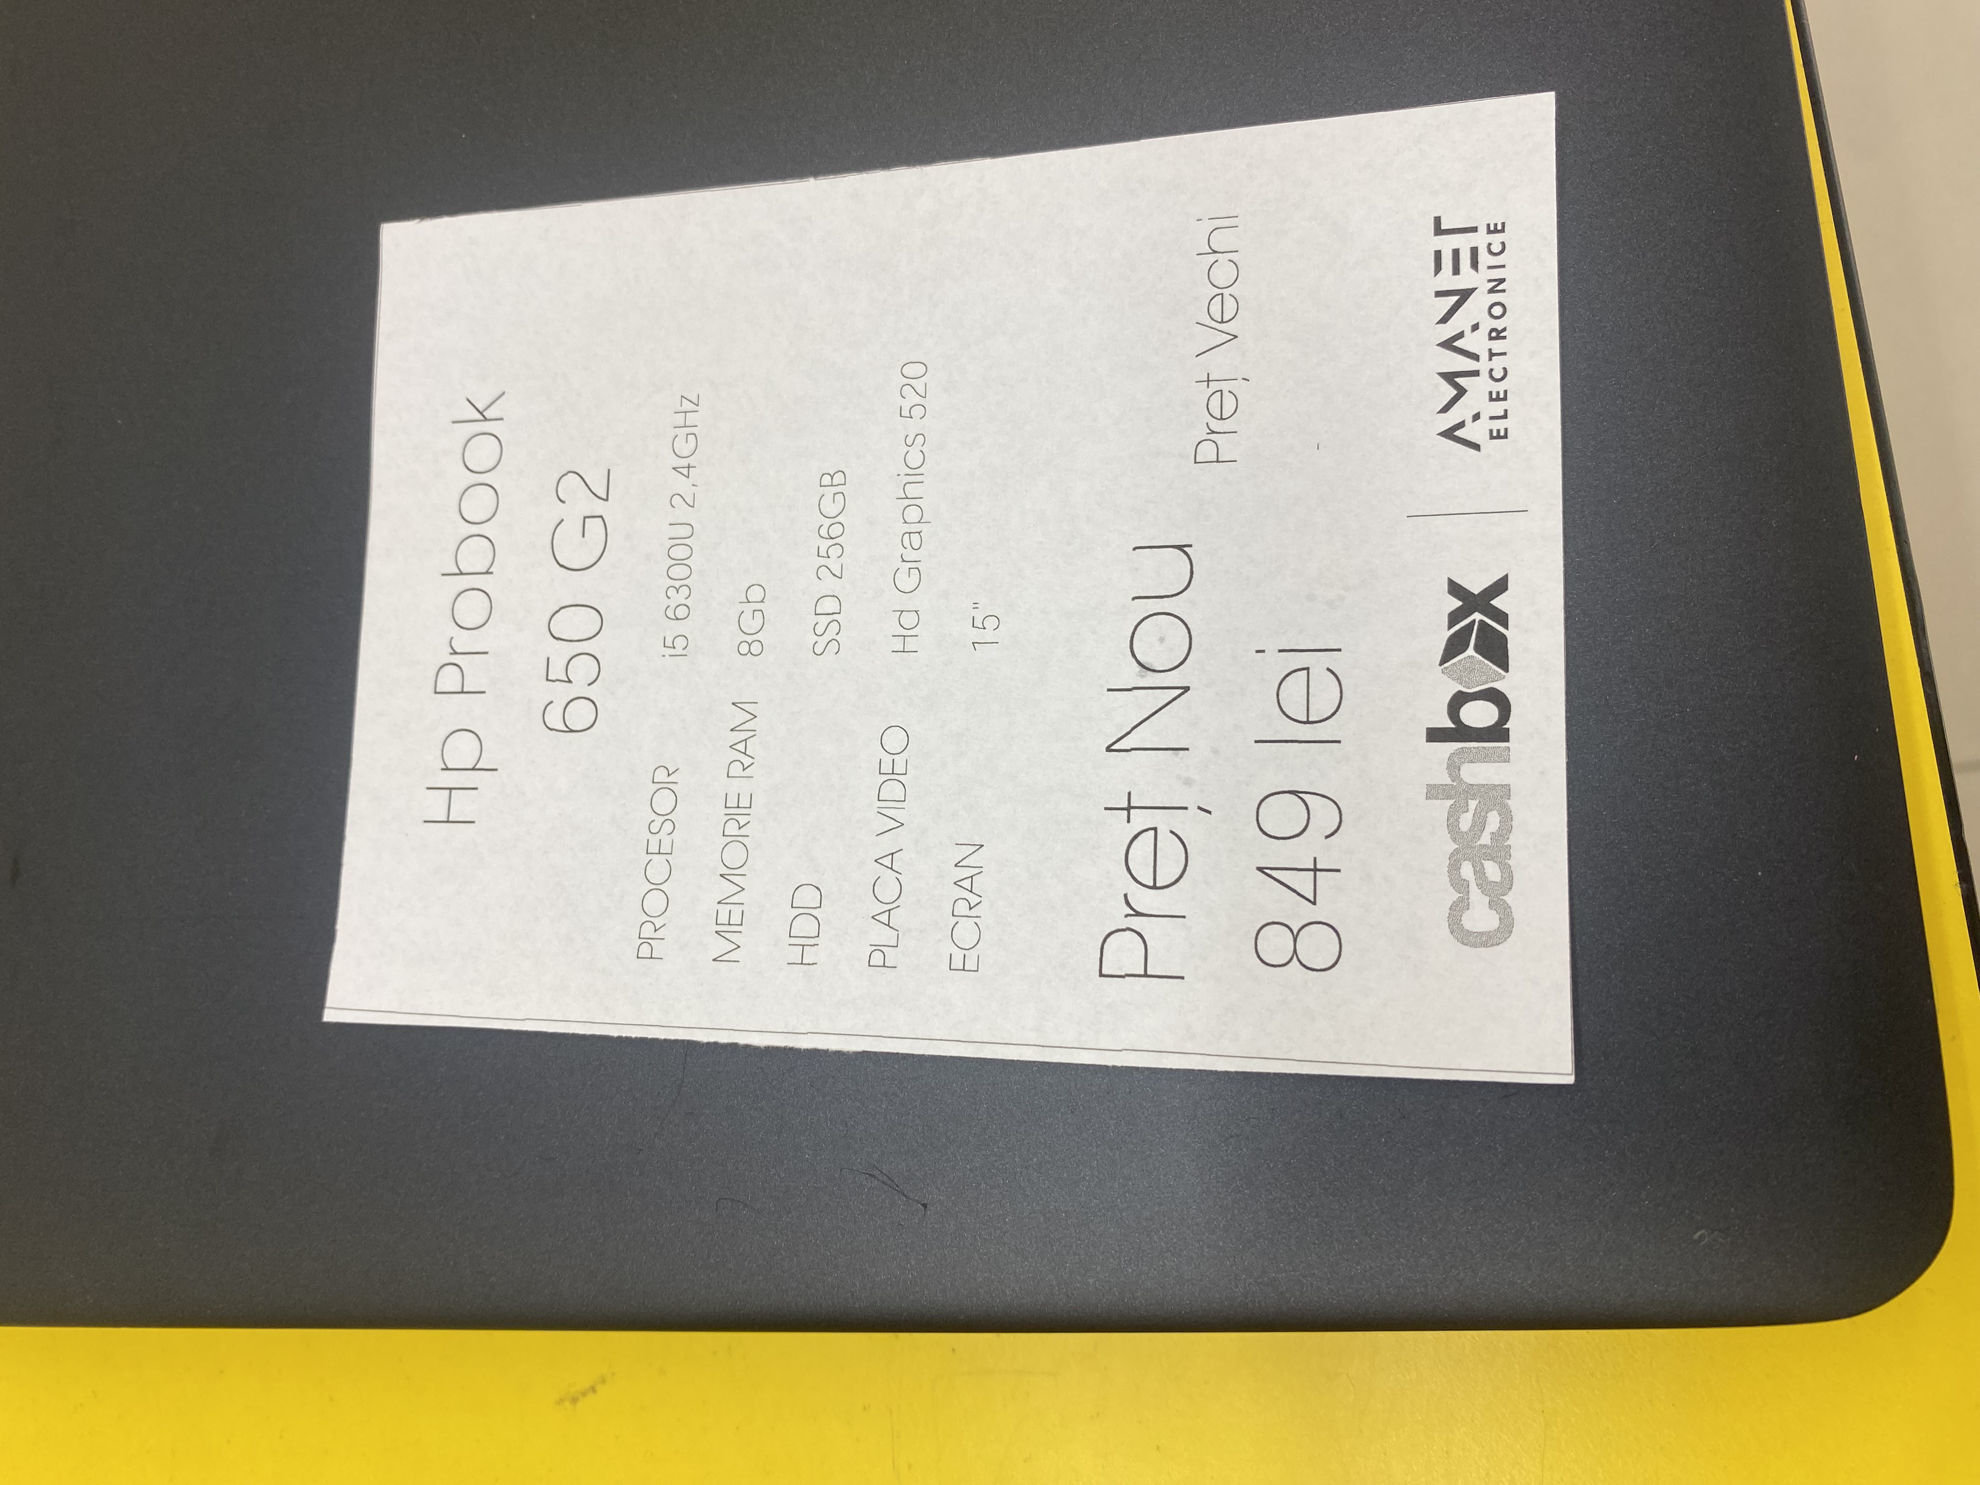 Hp Probook
650 G2
PROCESOR i5 6300U 2,4GHz
MEMORIE RAM 8Gb
HDD SSD 256GB
PLACA VIDEO Hd Graphics 520
ECRAN 15"
Preț Nou Preț Vechi
849 lei -
cashbox | AMANET
ELECTRONICE